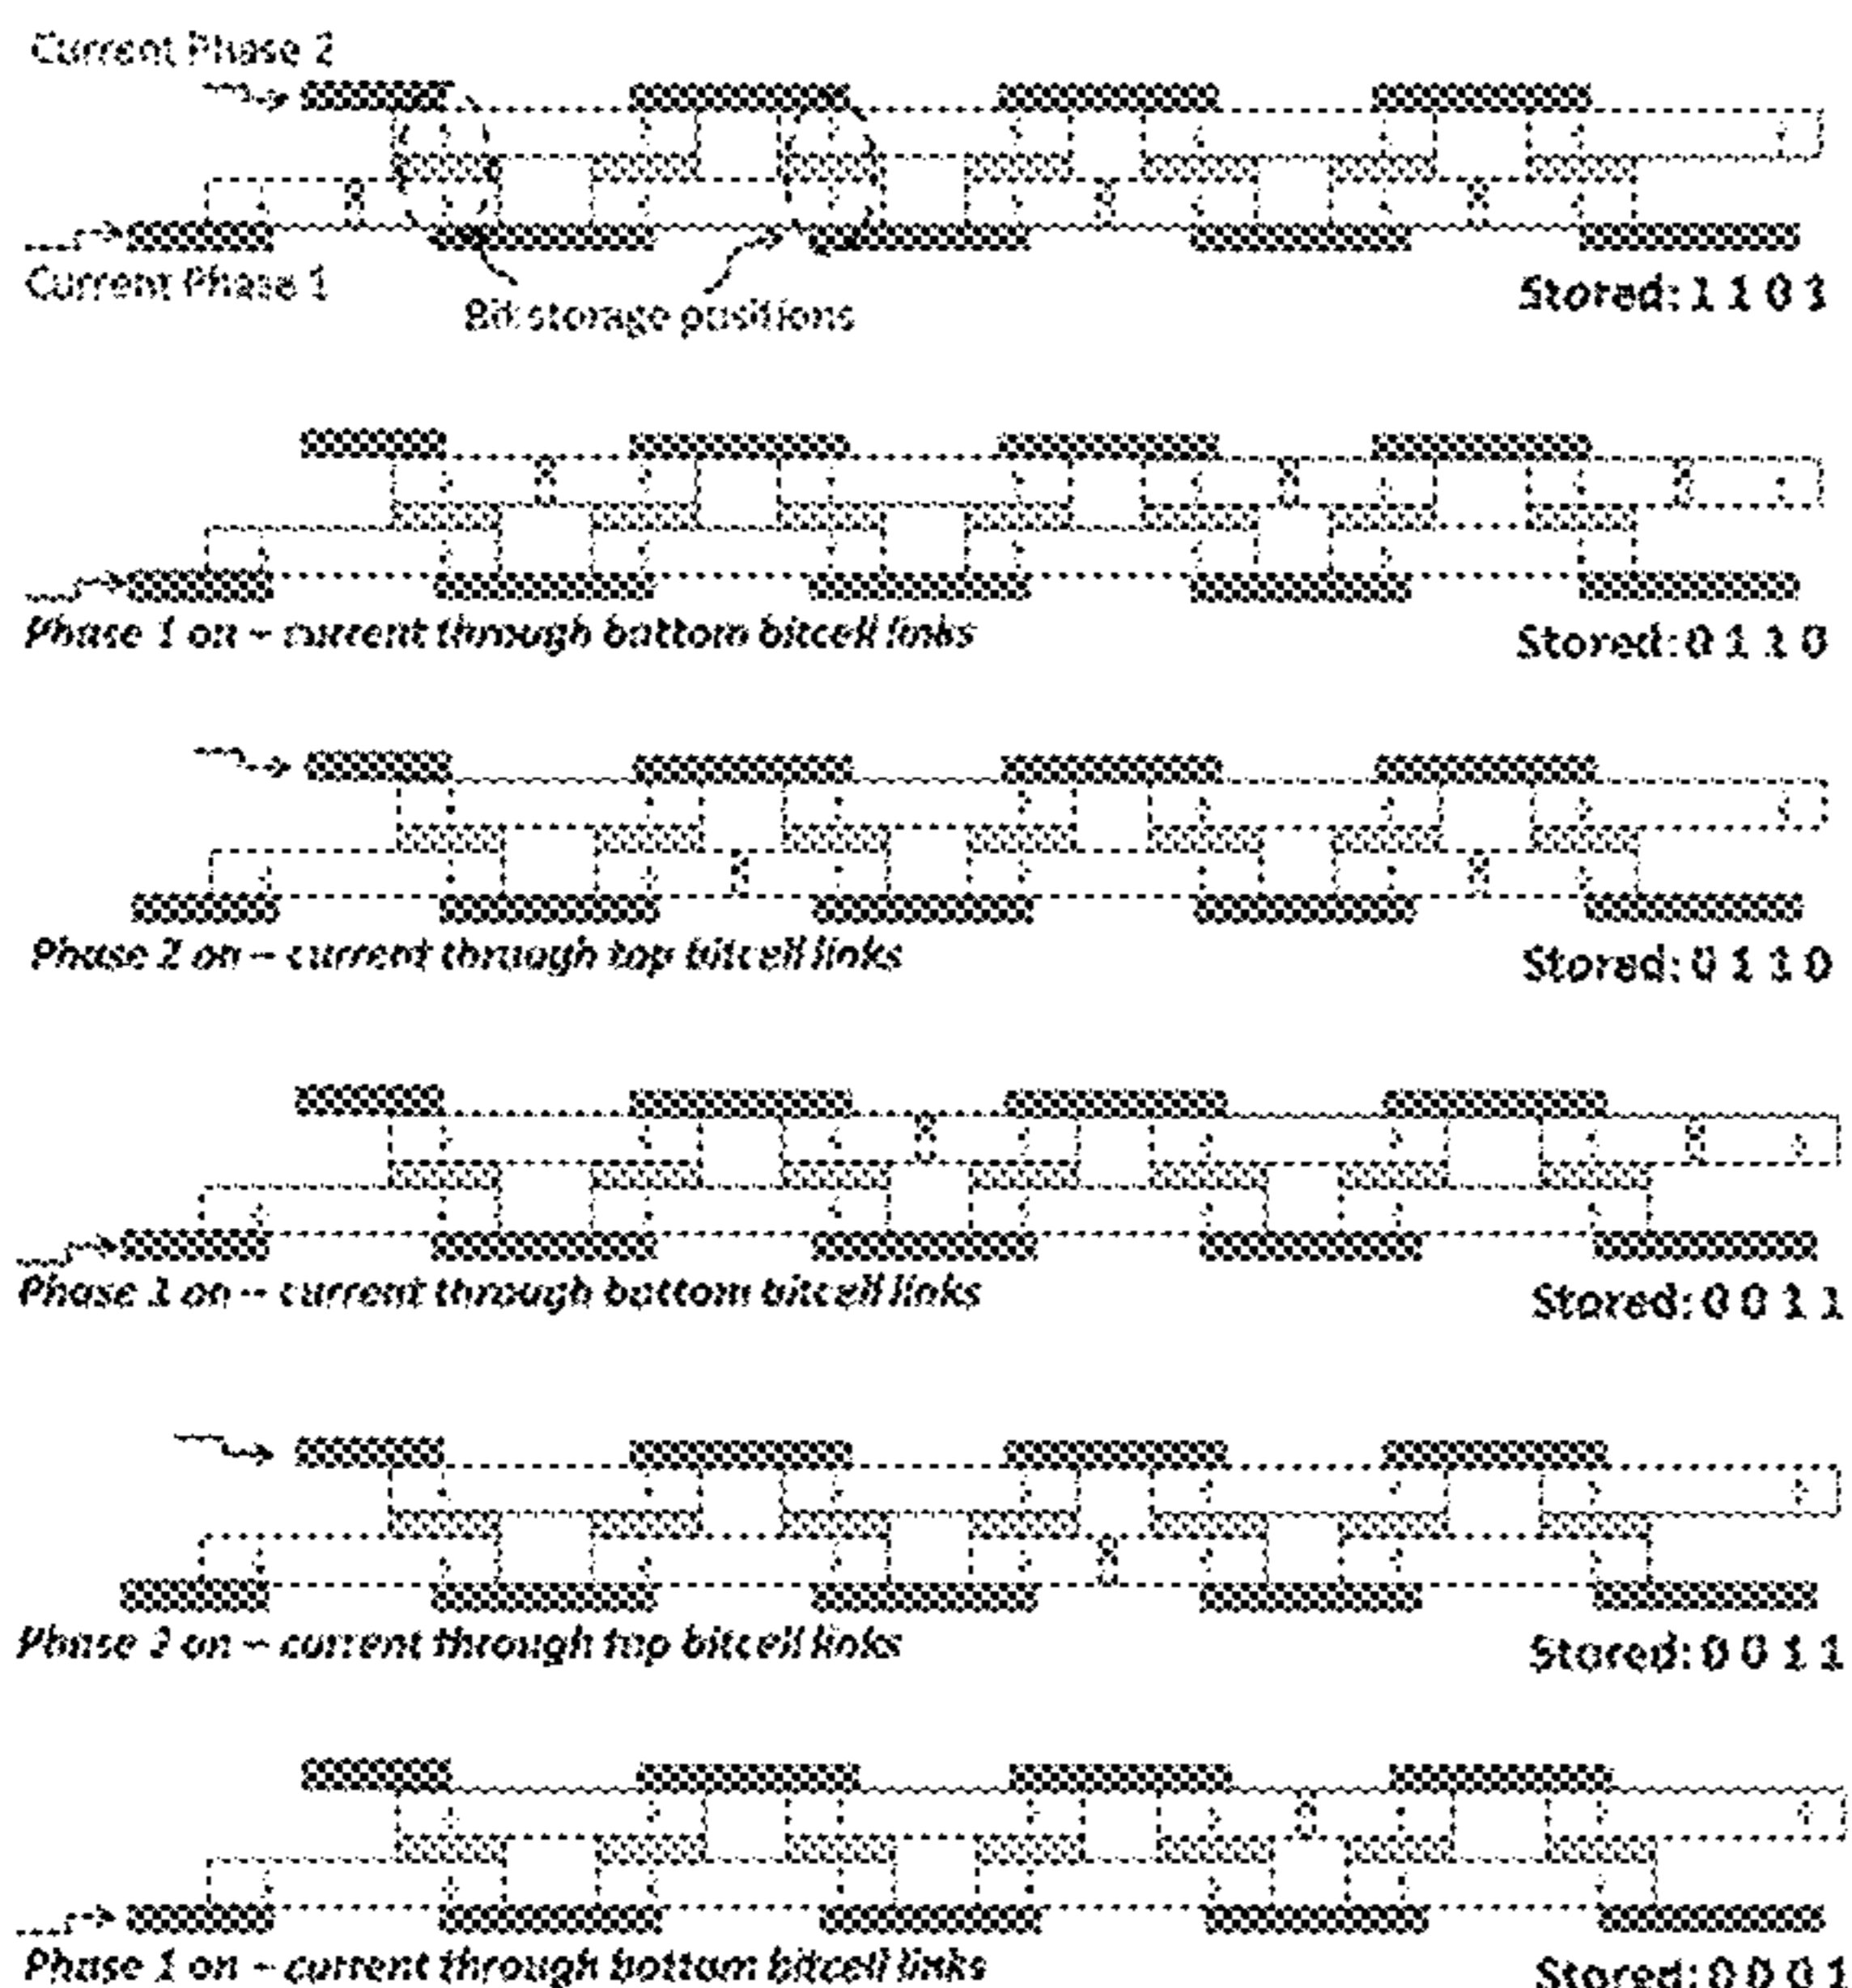 Current Phase 2
Current Phase 1
Bit storage positions
Stored: 1 1 0 1
Phase 1 on – current through bottom bitcell links
Stored: 0 1 1 0
Phase 2 on – current through top bitcell links
Stored: 0 1 1 0
Phase 1 on – current through bottom bitcell links
Stored: 0 0 1 1
Phase 2 on – current through top bitcell links
Stored: 0 0 1 1
Phase 1 on – current through bottom bitcell links
Stored: 0 0 0 1